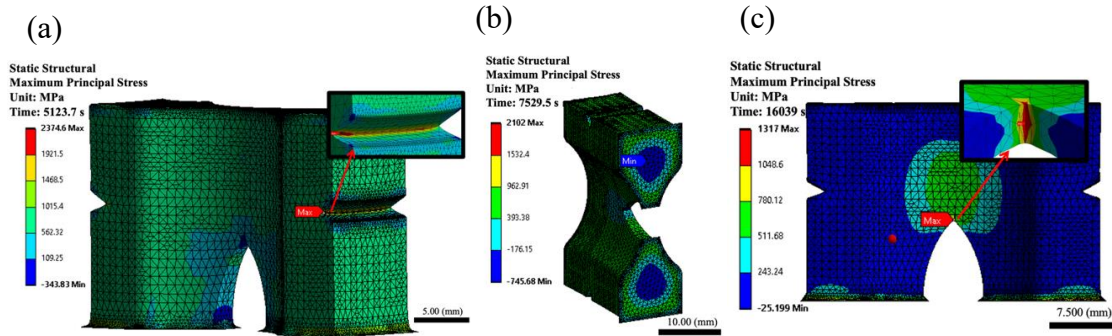 (a)
Static Structural
Maximum Principal Stress
Unit: MPa
Time: 5123.7 s
2374.6 Max
1921.5
1468.5
1015.4
562.32
109.25
-343.83 Min
Max
5.00 (mm)
(b)
Static Structural
Maximum Principal Stress
Unit: MPa
Time: 7529.5 s
2102 Max
1532.4
962.91
393.38
-176.15
-745.68 Min
Min
10.00 (mm)
(c)
Static Structural
Maximum Principal Stress
Unit: MPa
Time: 16039 s
1317 Max
1048.6
780.12
511.68
243.24
-25.199 Min
Max
7.500 (mm)